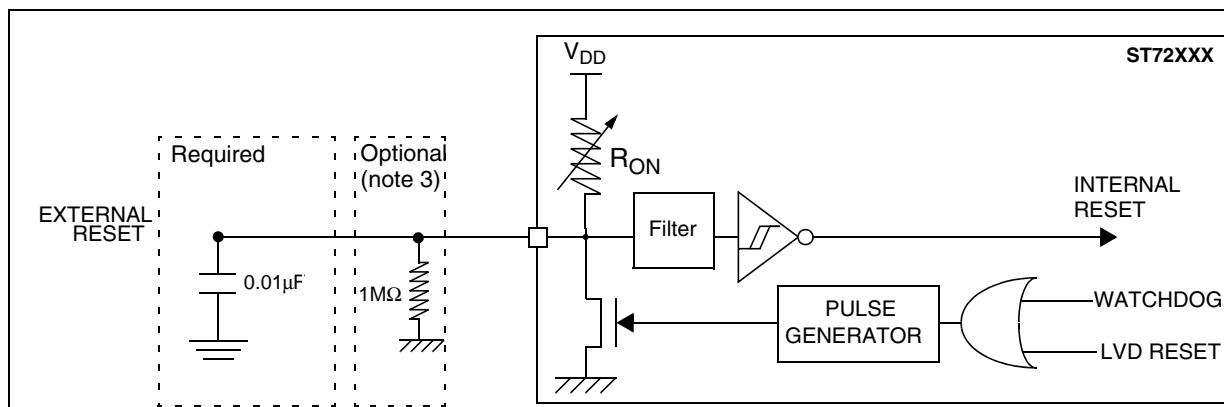 V_DD
ST72XXX
Required
Optional
(note 3)
R_ON
EXTERNAL
RESET
INTERNAL
RESET
Filter
0.01μF
1MΩ
PULSE
GENERATOR
WATCHDOG
LVD RESET